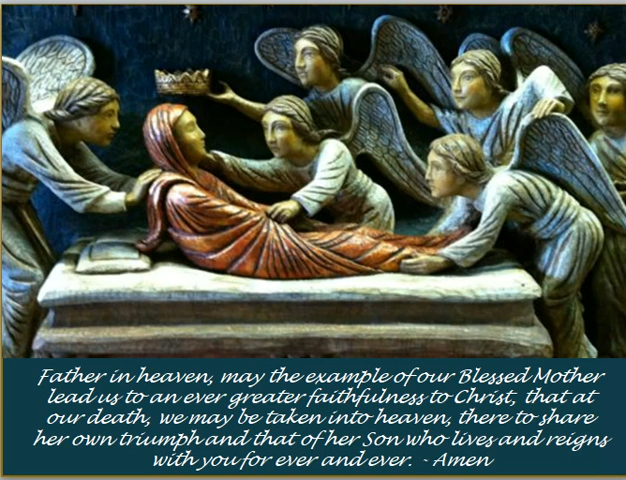 Father in heaven, may the example of our Blessed Mother
lead us to an ever greater faithfulness to Christ, that at
our death, we may be taken into heaven, there to share
her own triumph and that of her Son who lives and reigns
with you for ever and ever. - Amen